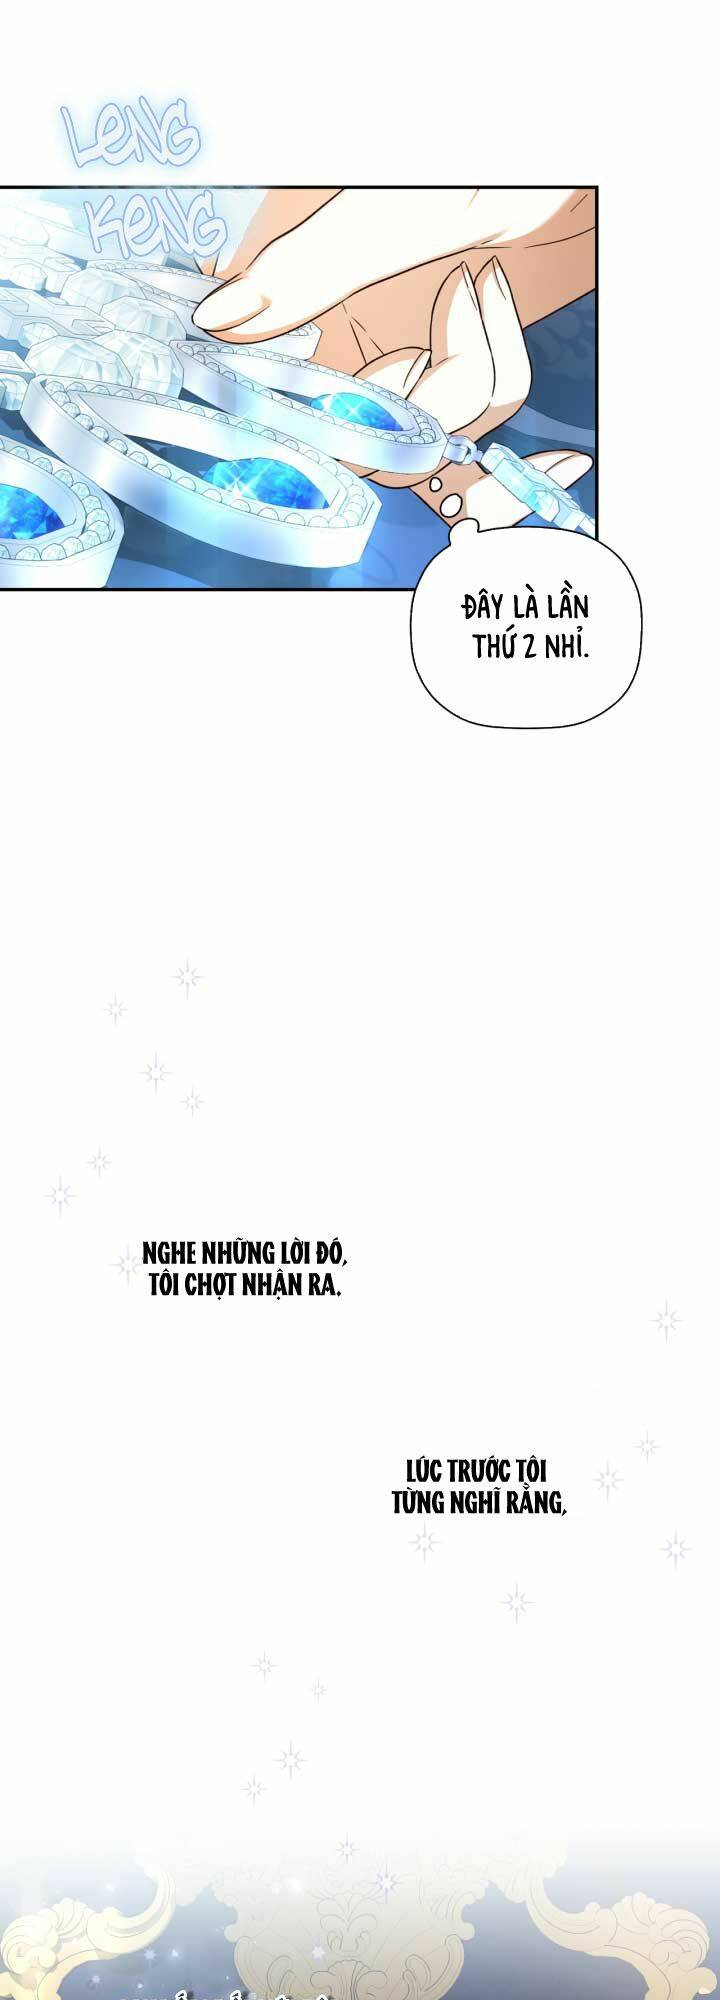 LENG
KENG
ĐÂY LÀ LẦN
THỨ 2 NHỈ.
NGHE NHỮNG LỜI ĐÓ,
TÔI CHỢT NHẬN RA.
LÚC TRƯỚC TÔI
TỪNG NGHĨ RẰNG,